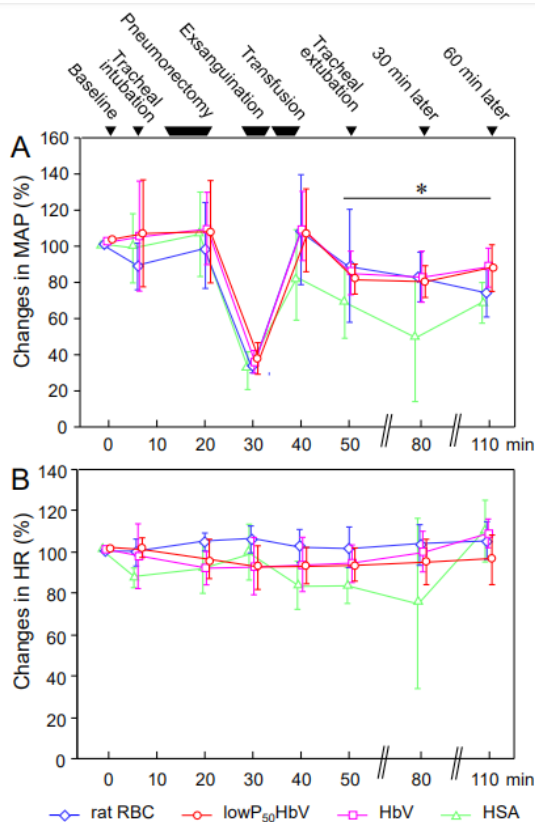 Baseline
Tracheal
intubation
Pneumonectomy
Exsanguination
Transfusion
Tracheal
extubation
30 min later
60 min later
A
Changes in MAP (%)
160
140
120
100
80
60
40
20
0
*
0 10 20 30 40 50 80 110 min
B
Changes in HR (%)
140
120
100
80
60
40
20
0
0 10 20 30 40 50 80 110 min
rat RBC lowP₅₀HbV HbV HSA